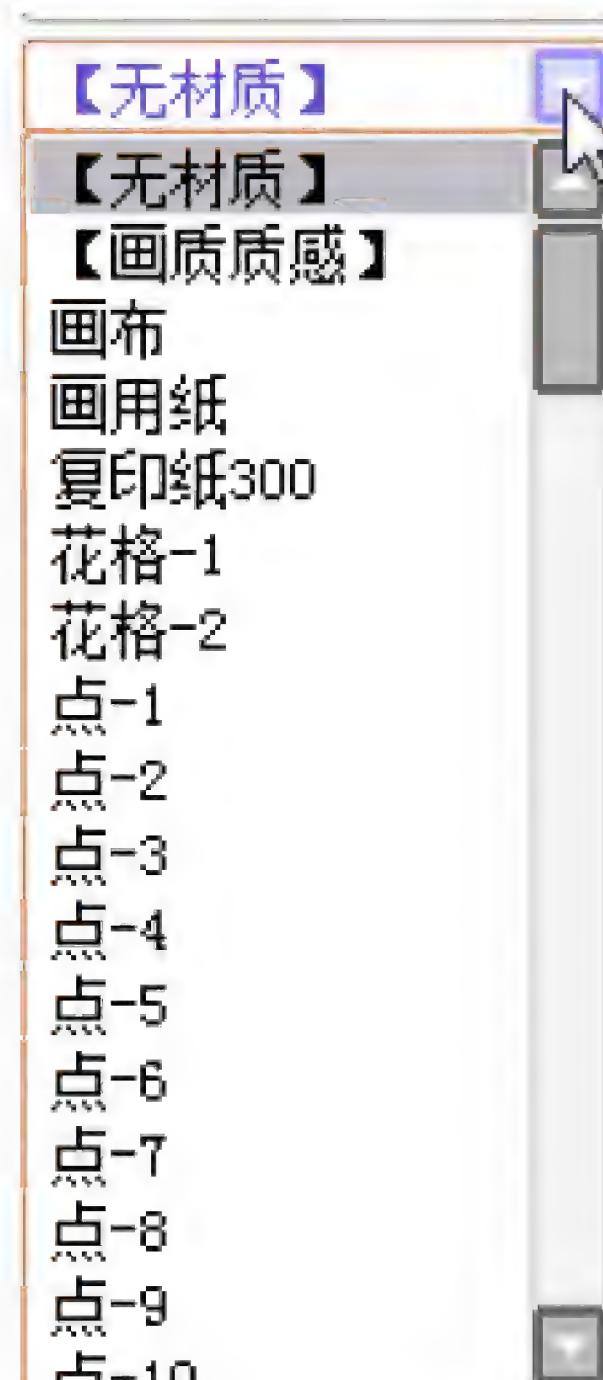 【无材质】
【无材质】
【画质质感】
画布
画用纸
复印纸300
花格-1
花格-2
点-1
点-2
点-3
点-4
点-5
点-6
点-7
点-8
点-9
点-10